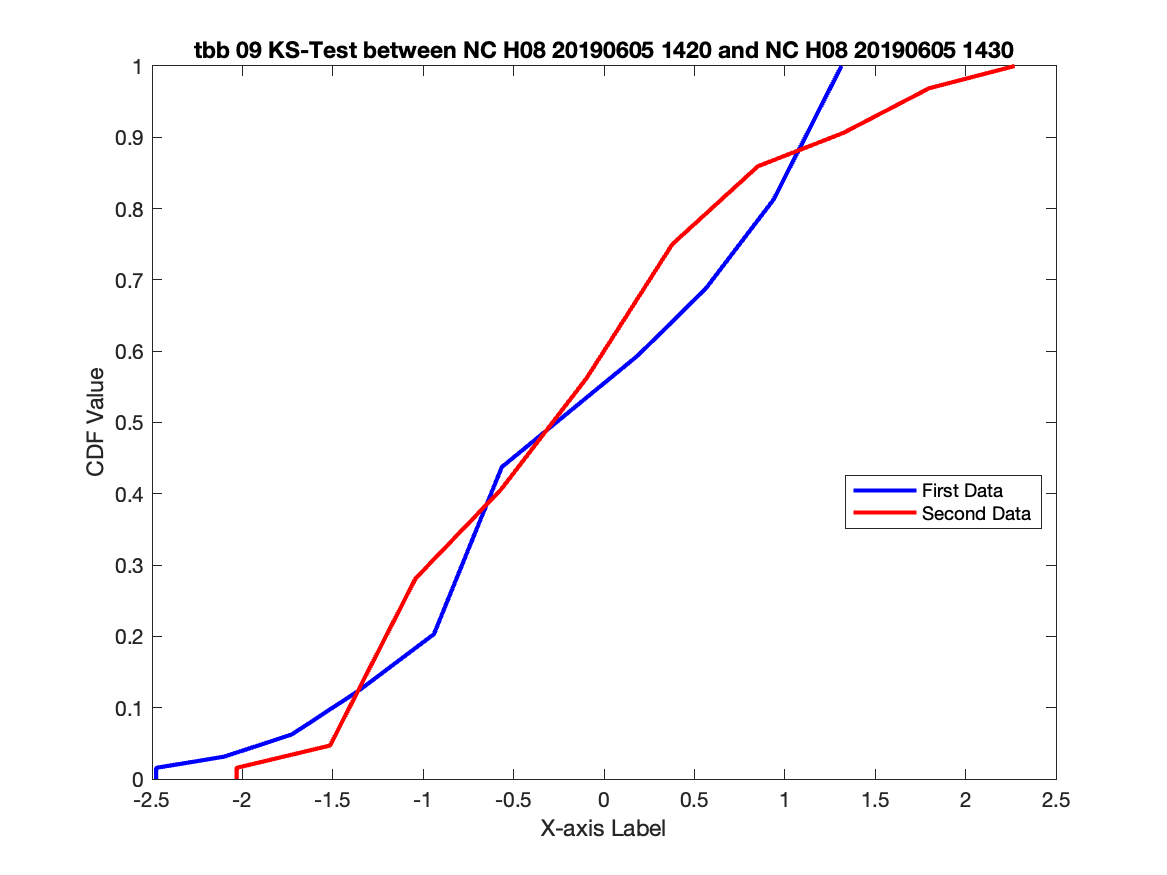 tbb 09 KS-Test between NC H08 20190605 1420 and NC H08 20190605 1430
1
0.9
0.8
0.7
0.6
0.5
0.4
0.3
0.2
0.1
0
CDF Value
First Data
Second Data
-2.5 -2 -1.5 -1 -0.5 0 0.5 1 1.5 2 2.5
X-axis Label